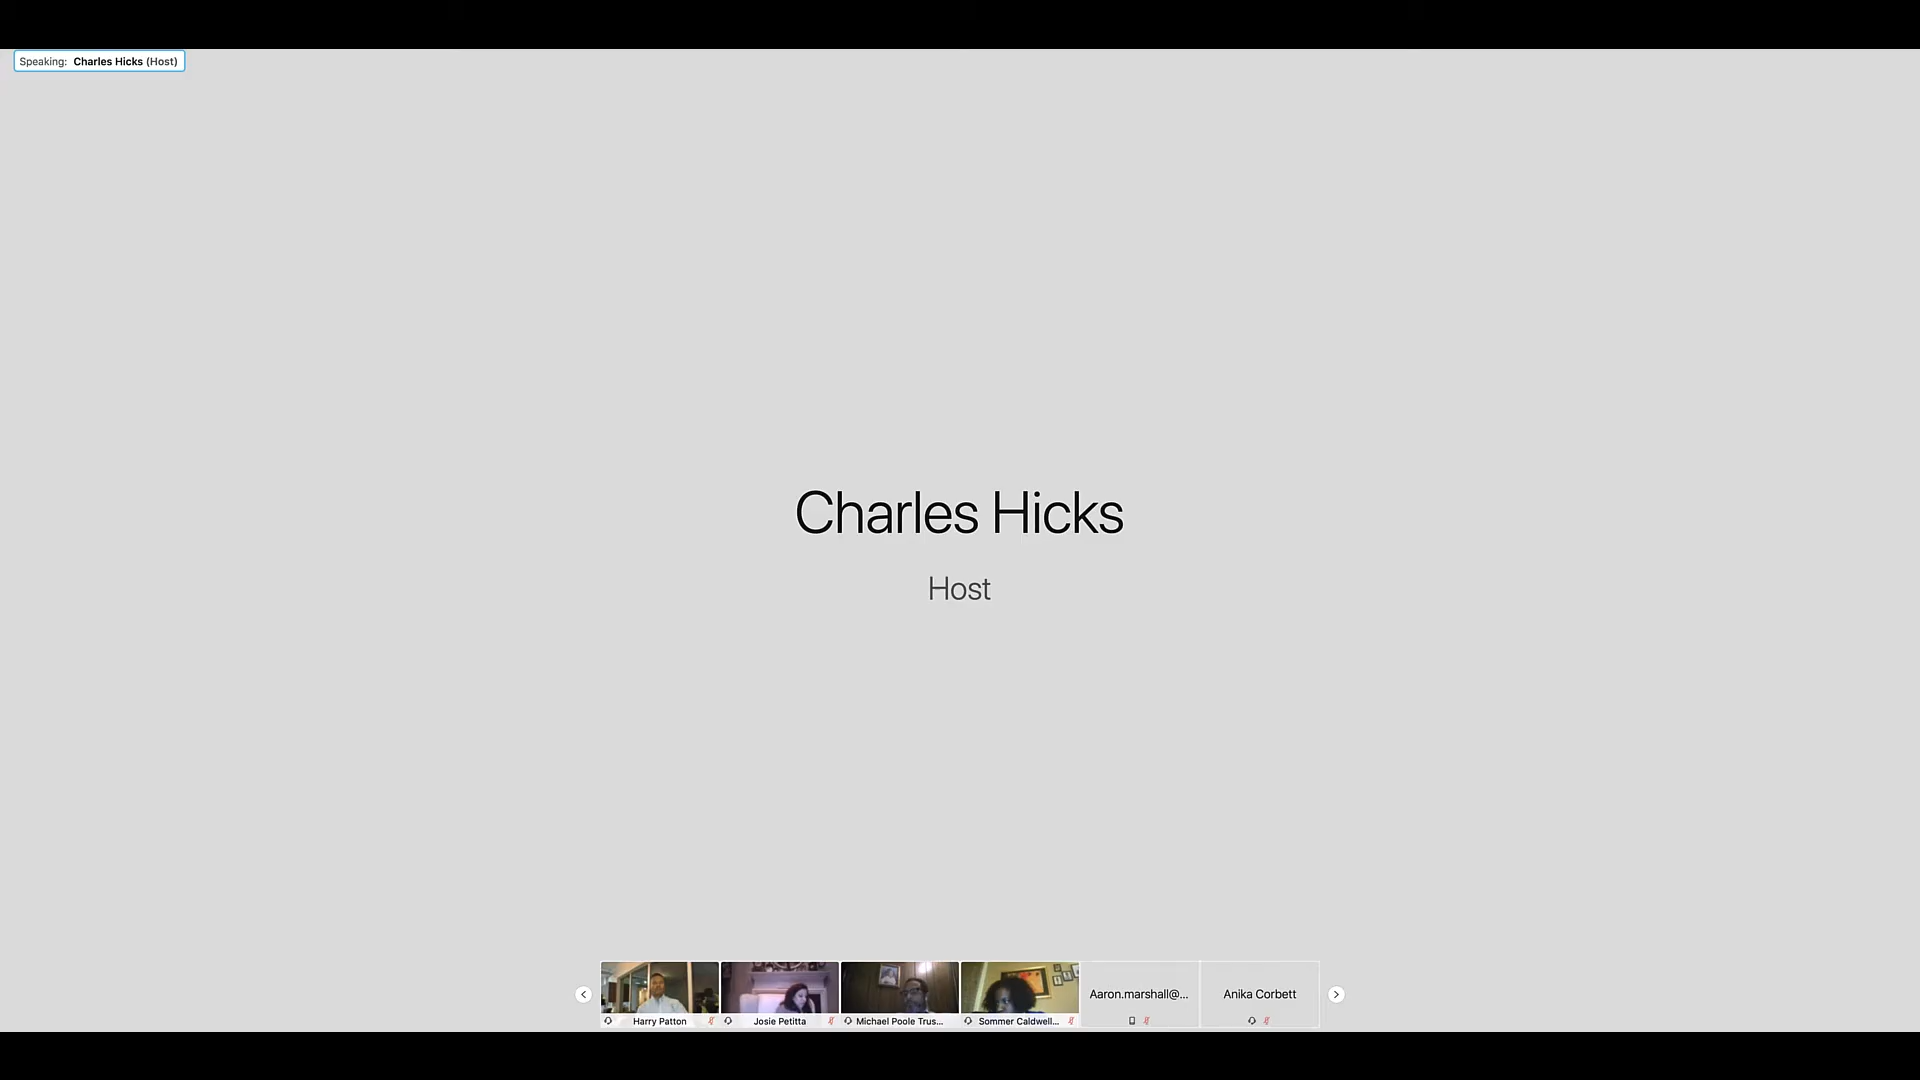 Speaking: Charles Hicks (Host)
Charles Hicks
Host
Aaron.marshall@...
Anika Corbett
Harry Patton
Josie Petitta
Michael Poole Trus...
Sommer Caldwell...